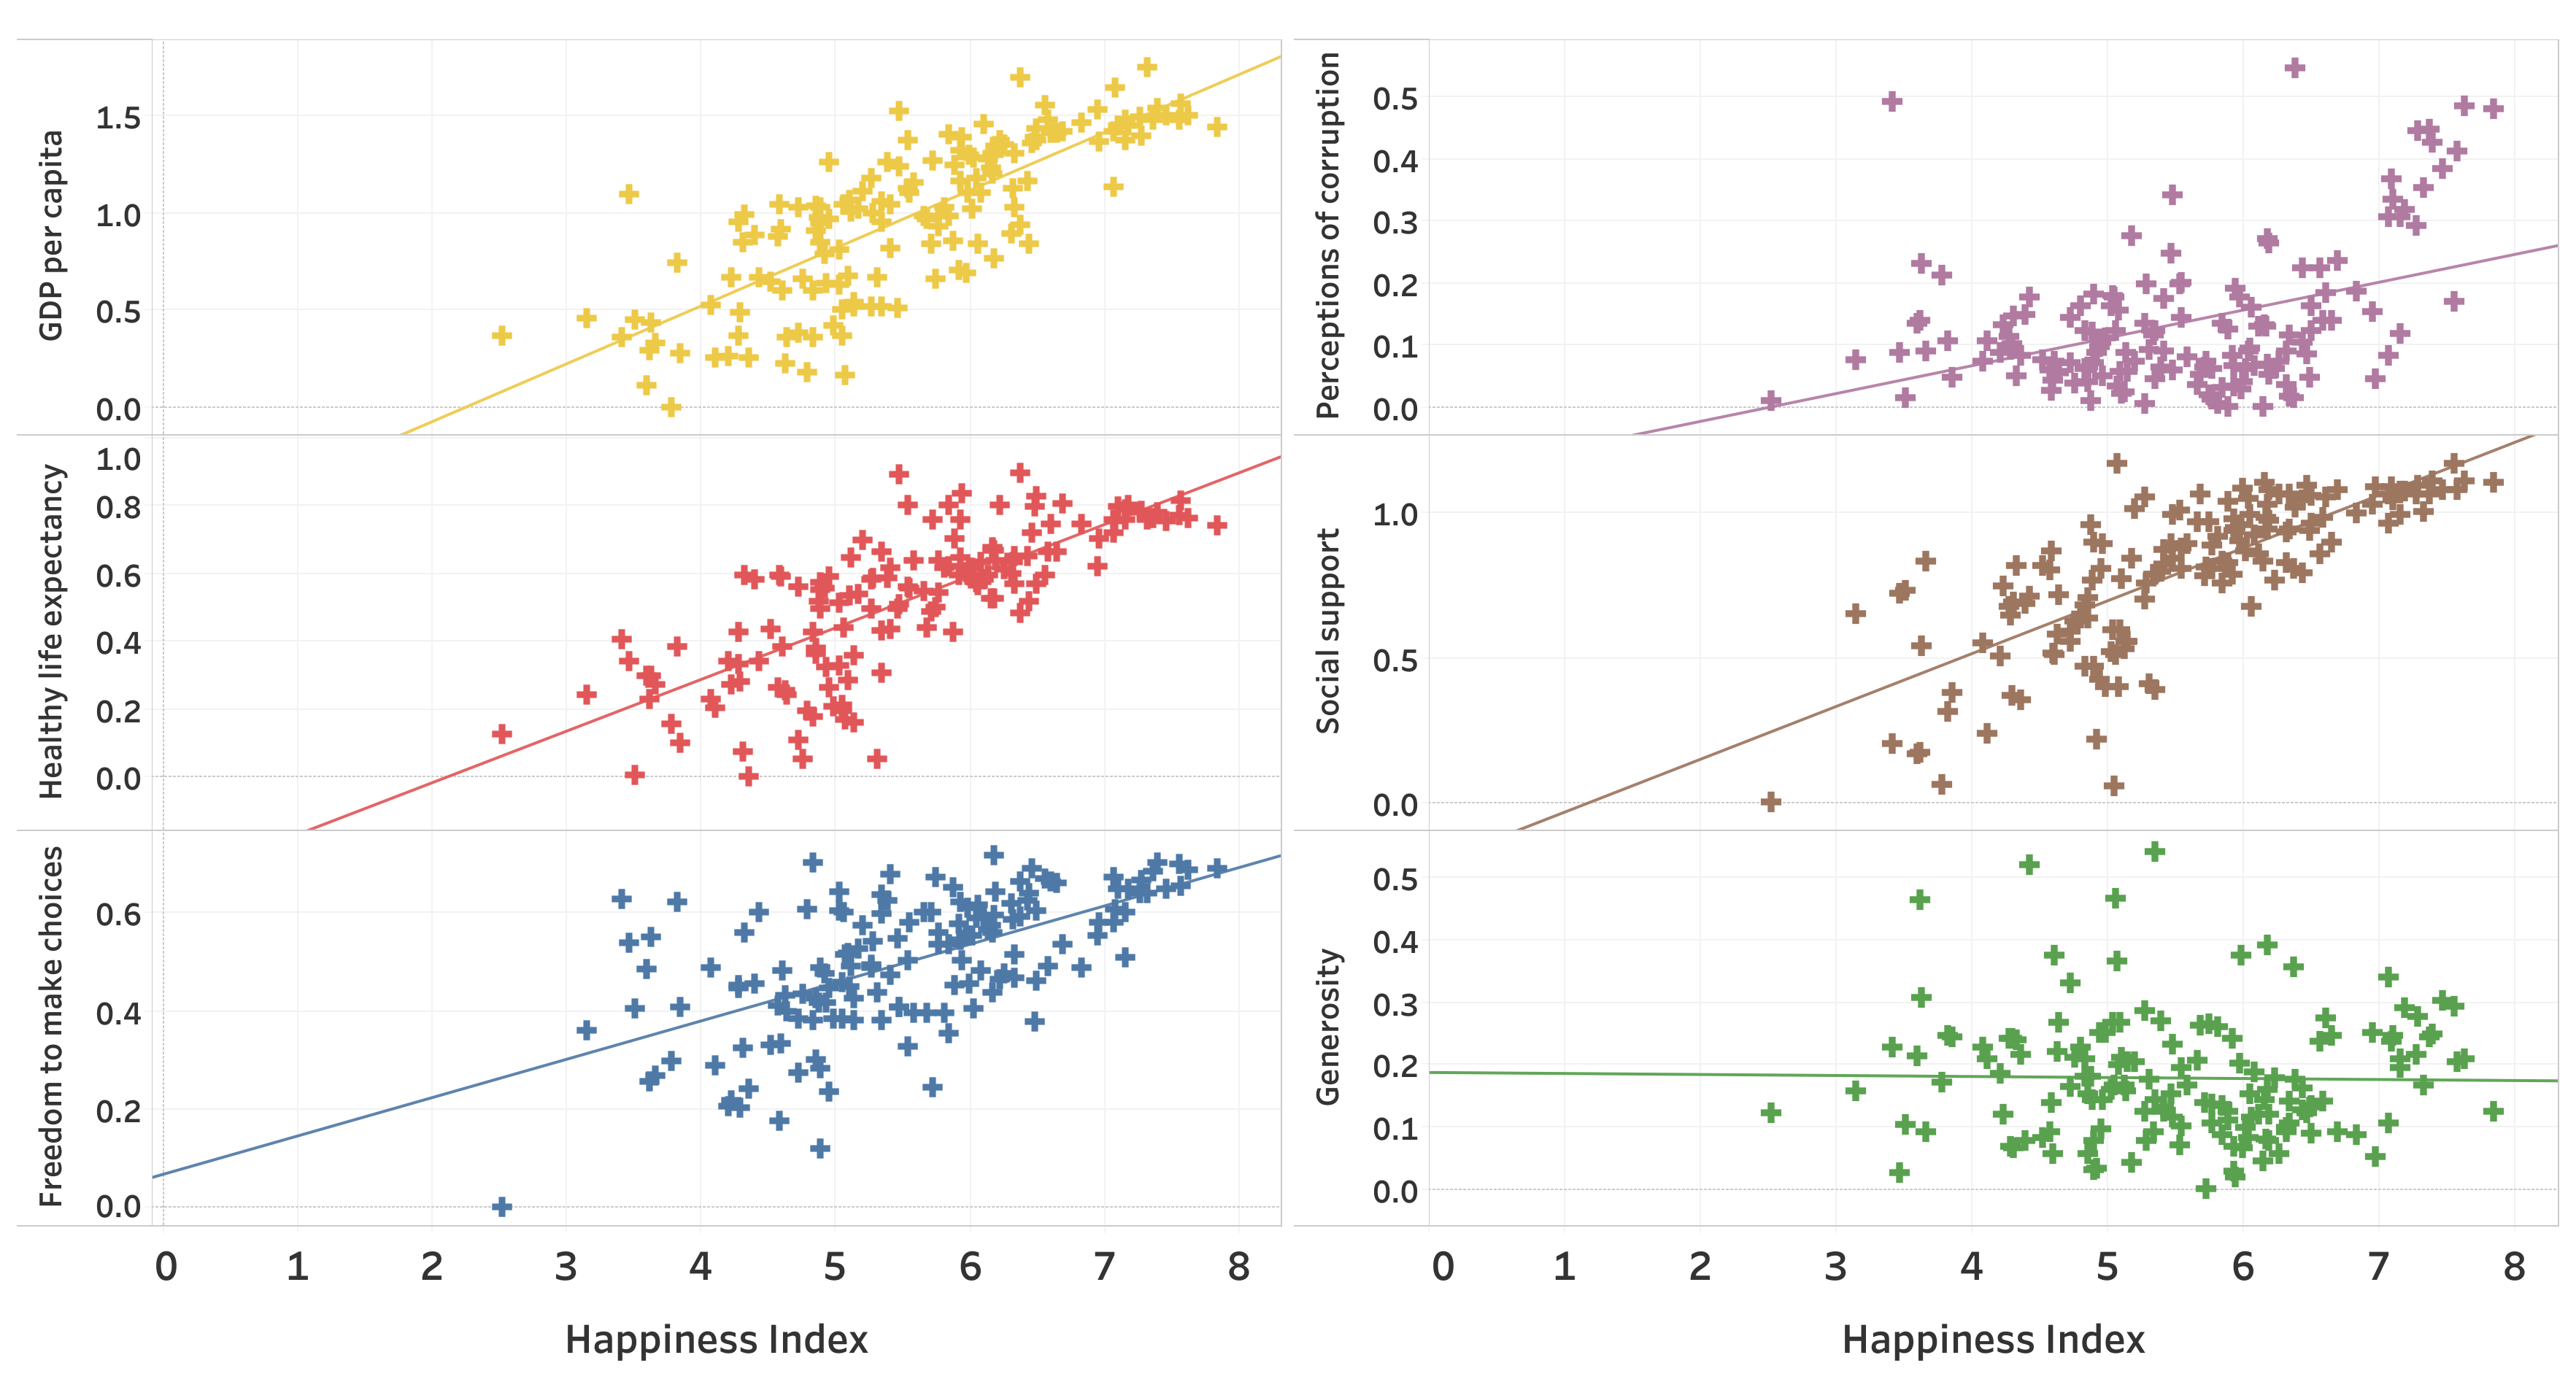 GDP per capita
1.5
1.0
0.5
0.0
Healthy life expectancy
1.0
0.8
0.6
0.4
0.2
0.0
Freedom to make choices
0.6
0.4
0.2
0.0
0 1 2 3 4 5 6 7 8
Happiness Index
Perceptions of corruption
0.5
0.4
0.3
0.2
0.1
0.0
Social support
1.0
0.5
0.0
Generosity
0.5
0.4
0.3
0.2
0.1
0.0
0 1 2 3 4 5 6 7 8
Happiness Index